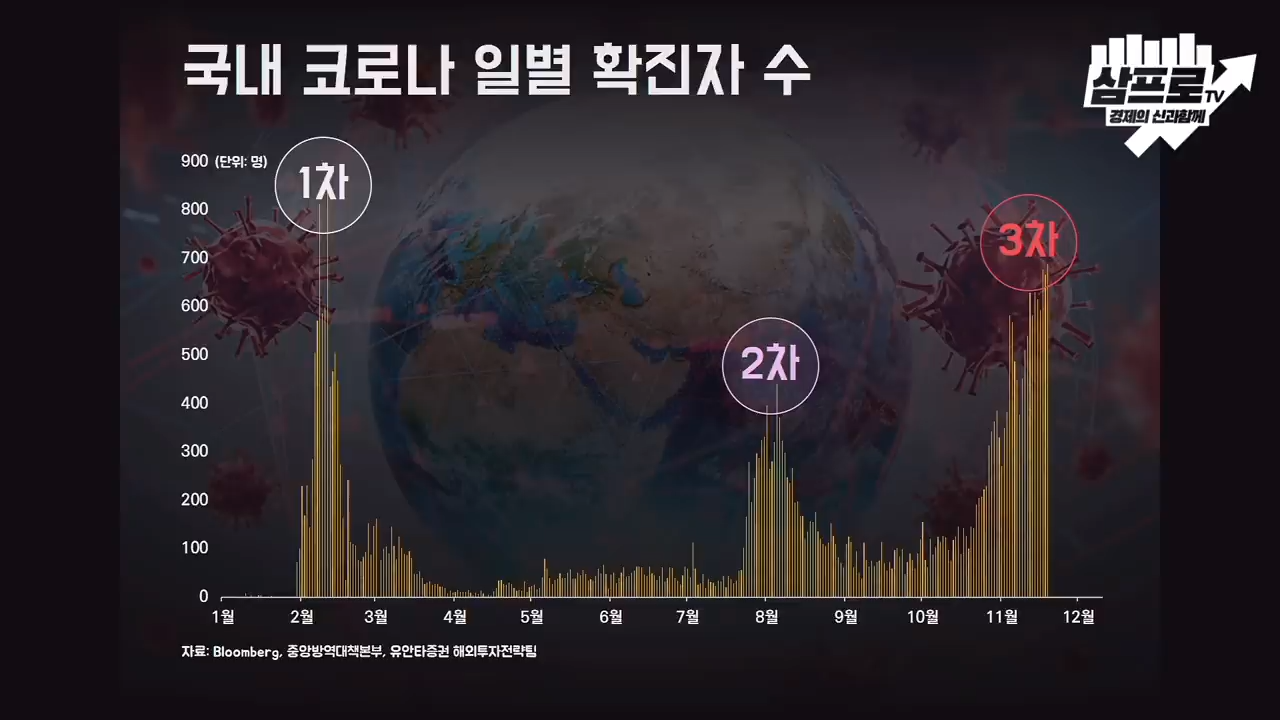 국내 코로나 일별 확진자 수
삼프로TV
경제의 신과함께
900 (단위: 명)
1차
800
3차
700
600
2차
500
400
300
200
100
0
1월 2월 3월 4월 5월 6월 7월 8월 9월 10월 11월 12월
자료: Bloomberg, 중앙방역대책본부, 유안타증권 해외투자전략팀